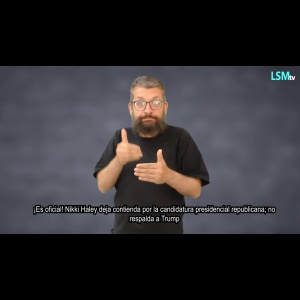 LSMtv
¡Es oficial! Nikki Haley deja contienda por la candidatura presidencial republicana; no
respalda a Trump